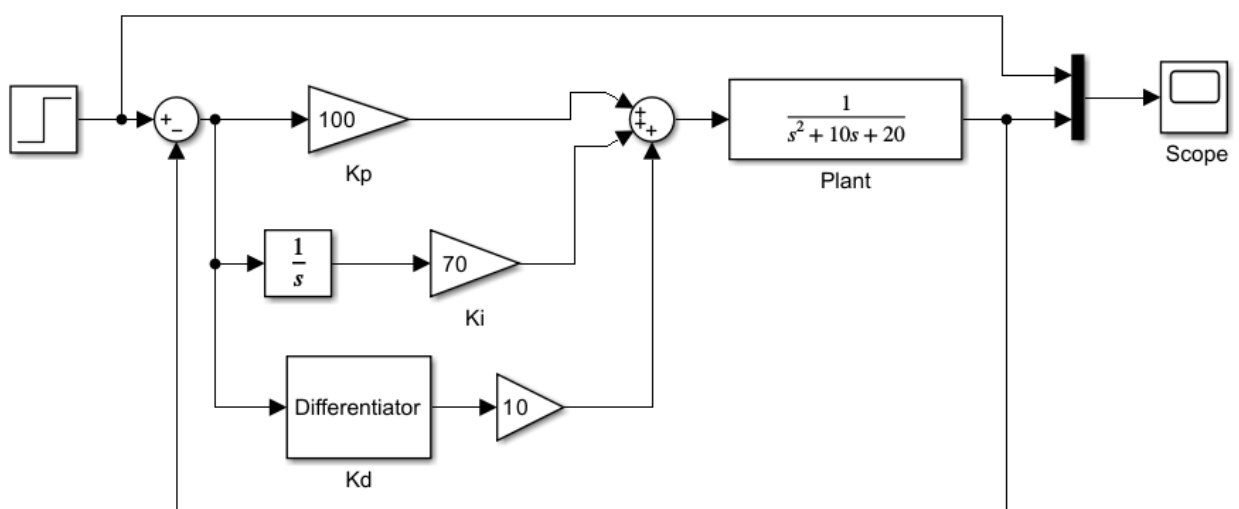 +
−
100
Kp
+
+
+
1
s² + 10s + 20
Plant
Scope
1
s
70
Ki
Differentiator
10
Kd